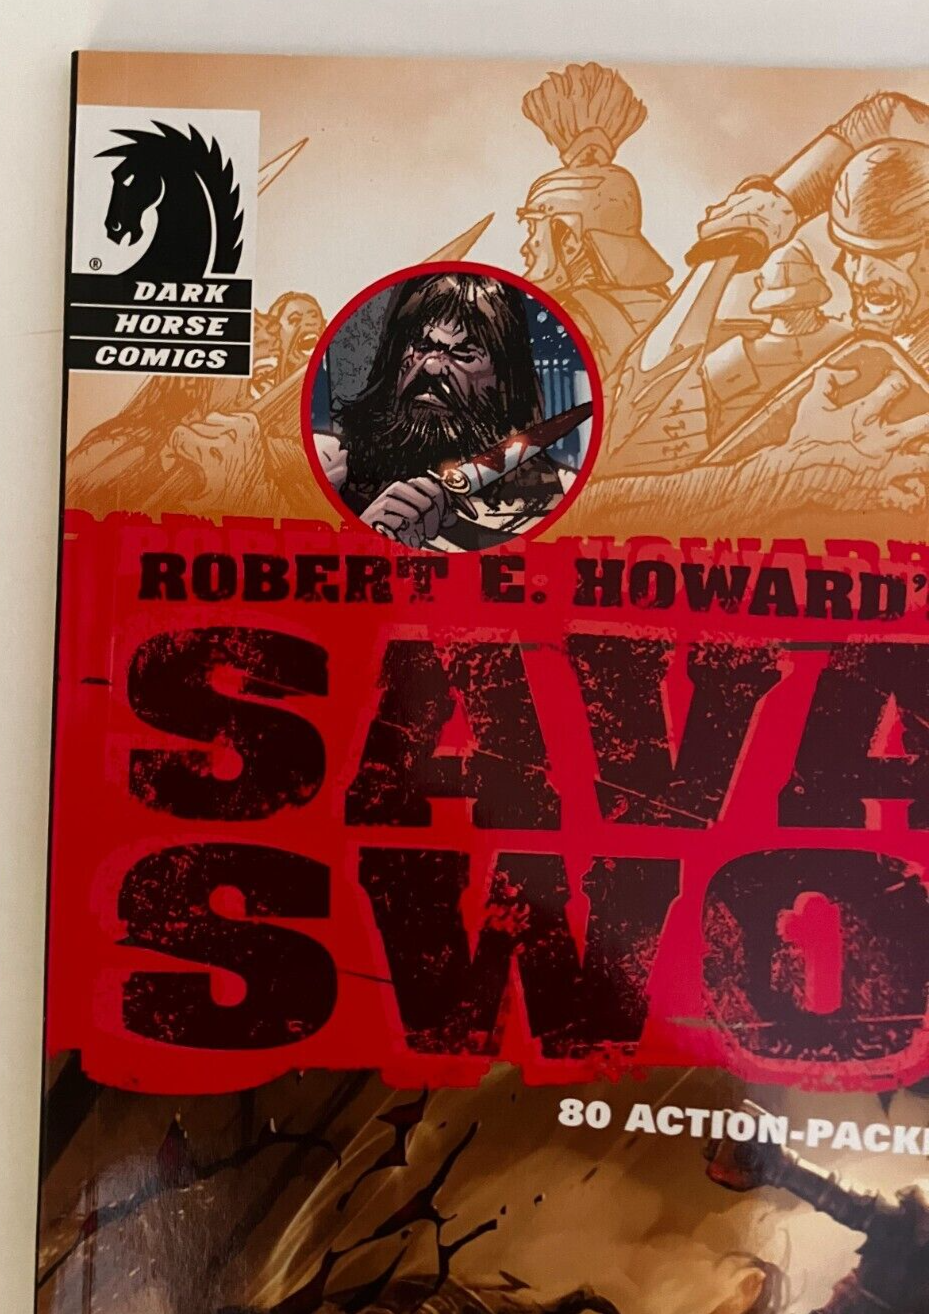 ®
DARK
HORSE
COMICS
ROBERT E. HOWARD'S
SAVA
SWO
80 ACTION-PACK